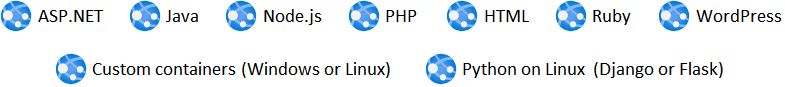 ASP.NET Java Node.js PHP HTML Ruby WordPress
Custom containers (Windows or Linux) Python on Linux (Django or Flask)